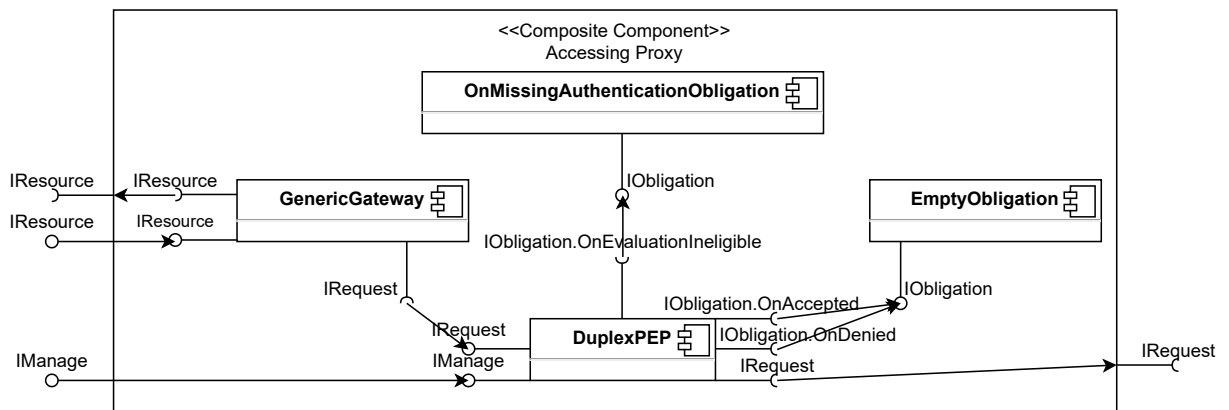 <<Composite Component>>
Accessing Proxy
OnMissingAuthenticationObligation
IResource
IResource
IObligation
GenericGateway
EmptyObligation
IResource
IResource
IObligation.OnEvaluationIneligible
IRequest
IObligation
IObligation.OnAccepted
IRequest
DuplexPEP
IObligation.OnDenied
IManage
IManage
IRequest
IRequest